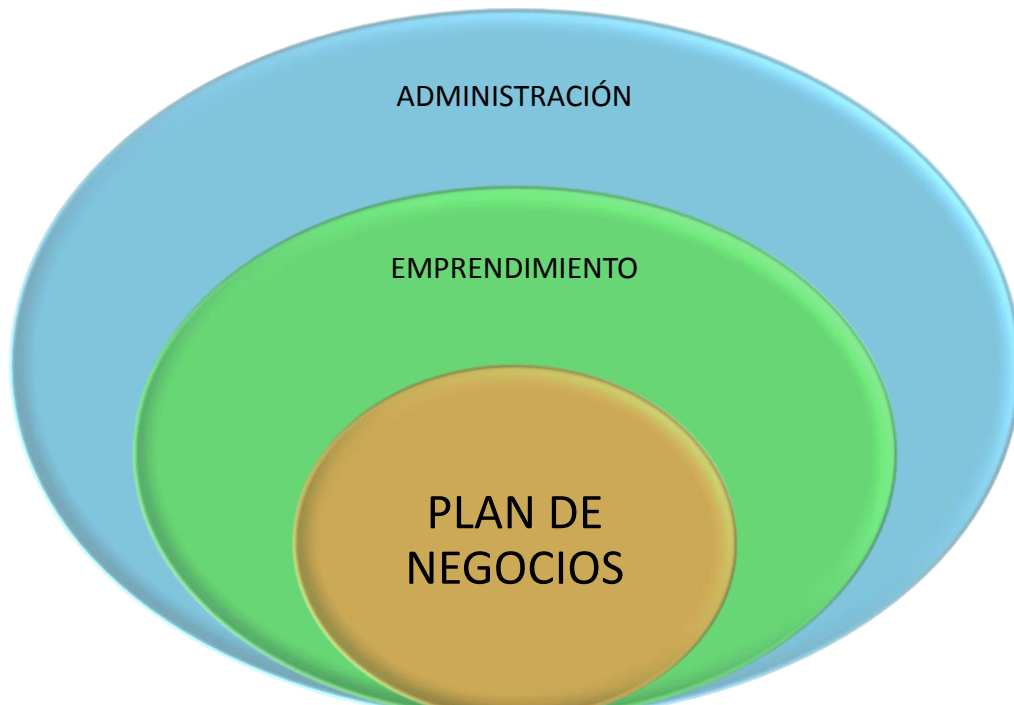 ADMINISTRACIÓN
EMPRENDIMIENTO
PLAN DE
NEGOCIOS